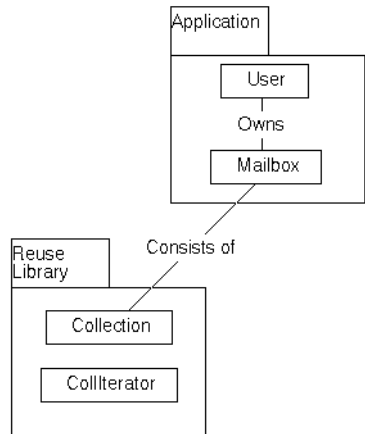 Application
User
Owns
Mailbox
Consists of
Reuse
Library
Collection
CollIterator